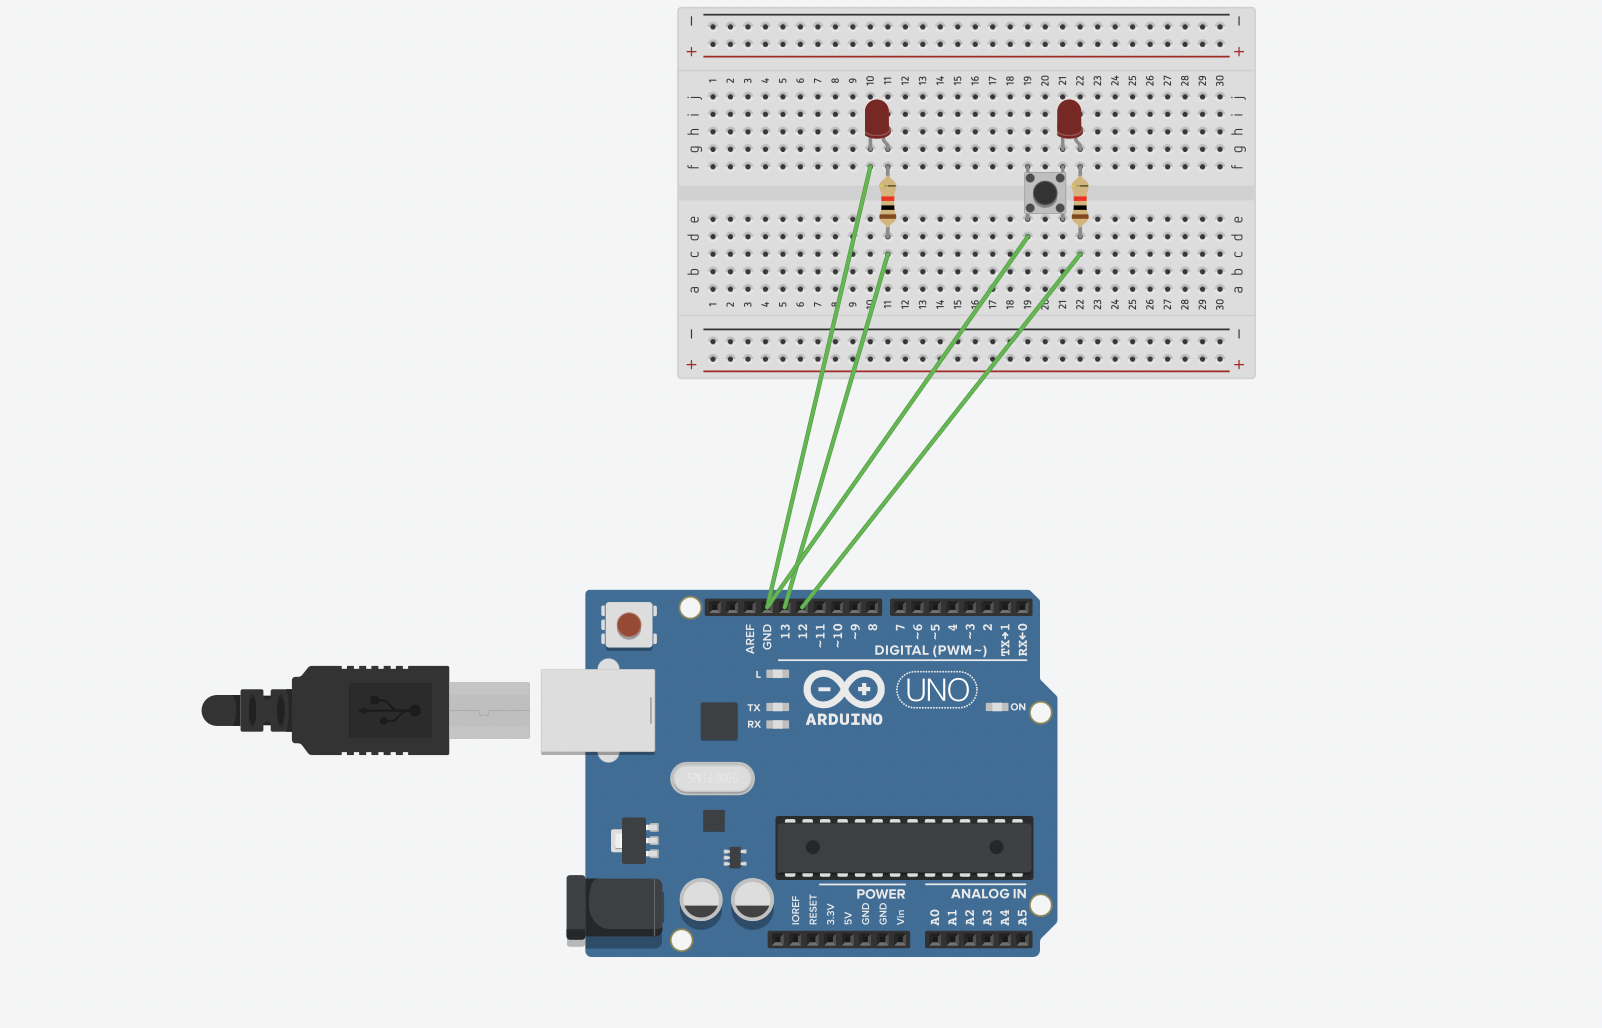 − −
+ +
1 2 3 4 5 6 7 8 9 10 11 12 13 14 15 16 17 18 19 20 21 22 23 24 25 26 27 28 29 30
j j
i i
h h
g g
f f
e e
d d
c c
b b
a a
1 2 3 4 5 6 7 8 9 10 11 12 13 14 15 16 17 18 19 20 21 22 23 24 25 26 27 28 29 30
− −
+ +
AREF GND 13 12 ~11 ~10 ~9 8 7 ~6 ~5 4 ~3 2 TX→1 RX←0
DIGITAL (PWM~)
L
TX
RX
UNO
ON
ARDUINO
SPK16.000G
POWER
ANALOG IN
IOREF RESET 3.3V 5V GND GND Vin A0 A1 A2 A3 A4 A5